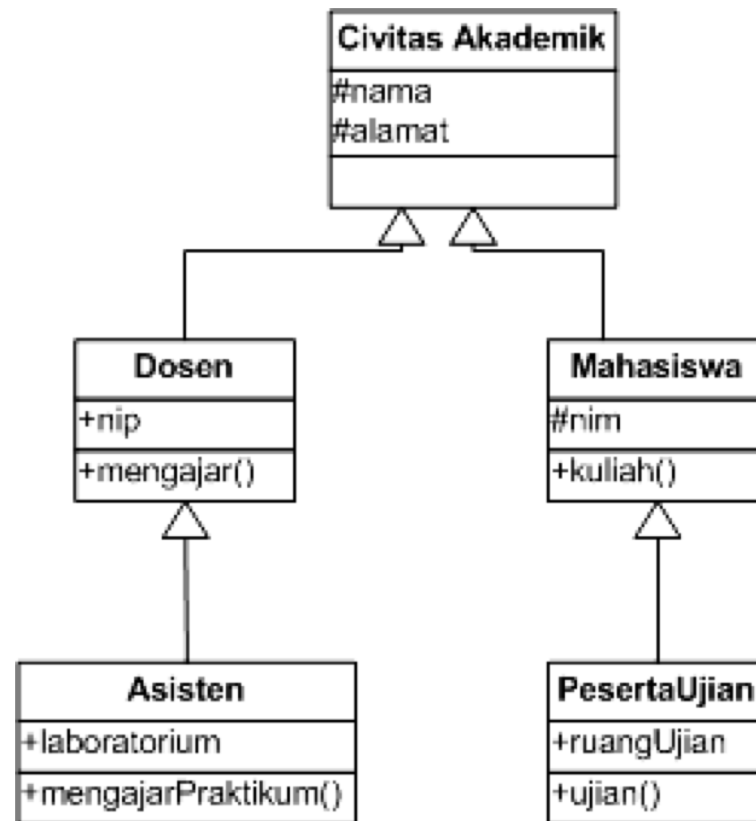 Civitas Akademik
#nama
#alamat
Dosen
+nip
+mengajar()
Mahasiswa
#nim
+kuliah()
Asisten
+laboratorium
+mengajarPraktikum()
PesertaUjian
+ruangUjian
+ujian()